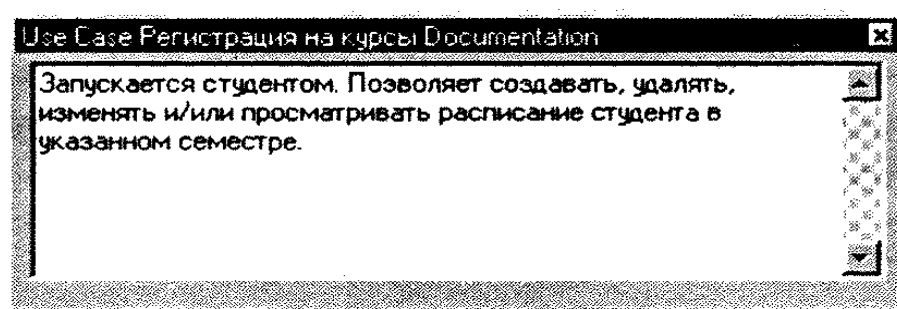 Use Case Регистрация на курсы Documentation
Запускается студентом. Позволяет создавать, удалять,
изменять и/или просматривать расписание студента в
указанном семестре.